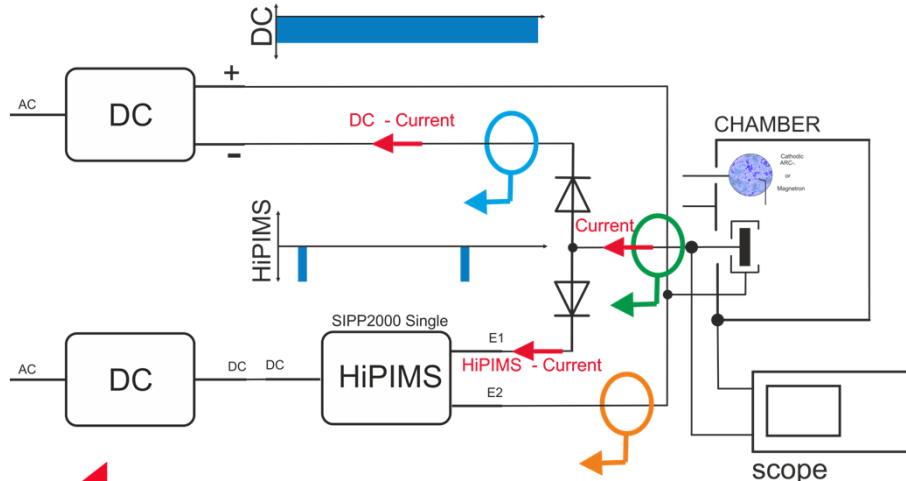 DC
+
AC
DC
-
DC - Current
CHAMBER
Cathodic
ARC-.
or
Magnetron
HiPIMS
Current
SIPP2000 Single
E1
HiPIMS
HiPIMS - Current
E2
AC
DC
DC
DC
scope